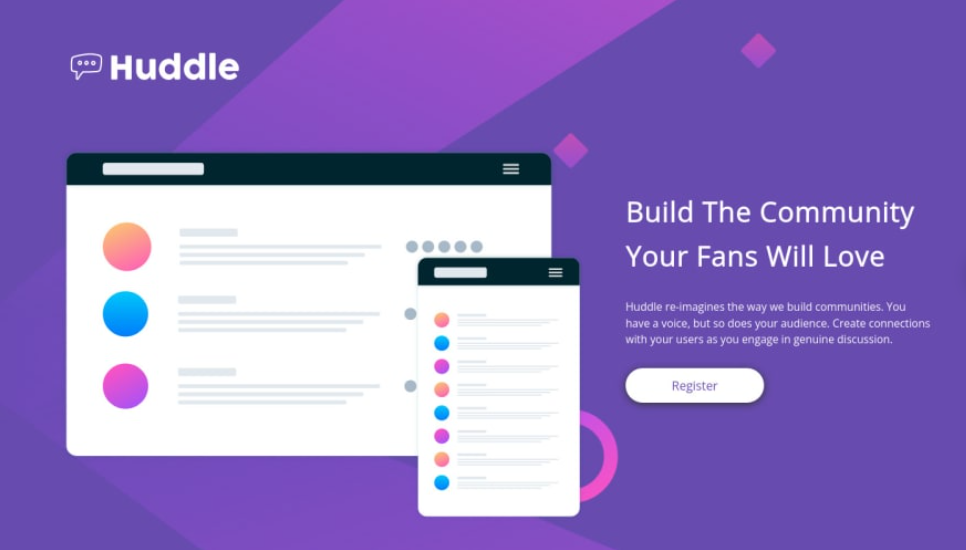 Huddle
Build The Community
Your Fans Will Love
Huddle re-imagines the way we build communities. You
have a voice, but so does your audience. Create connections
with your users as you engage in genuine discussion.
Register